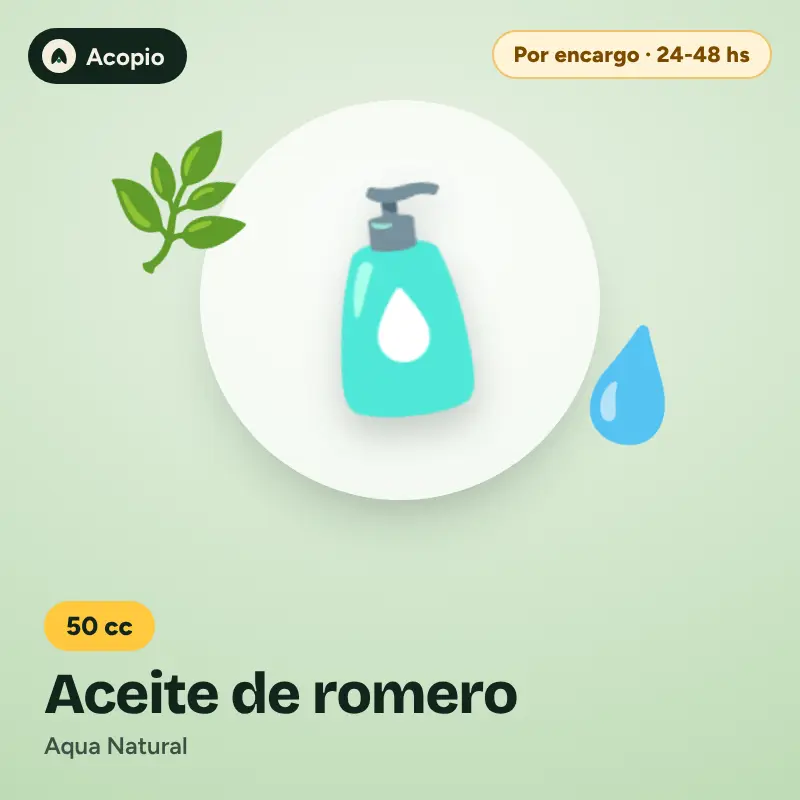 Acopio
Por encargo · 24-48 hs
50 cc
Aceite de romero
Aqua Natural